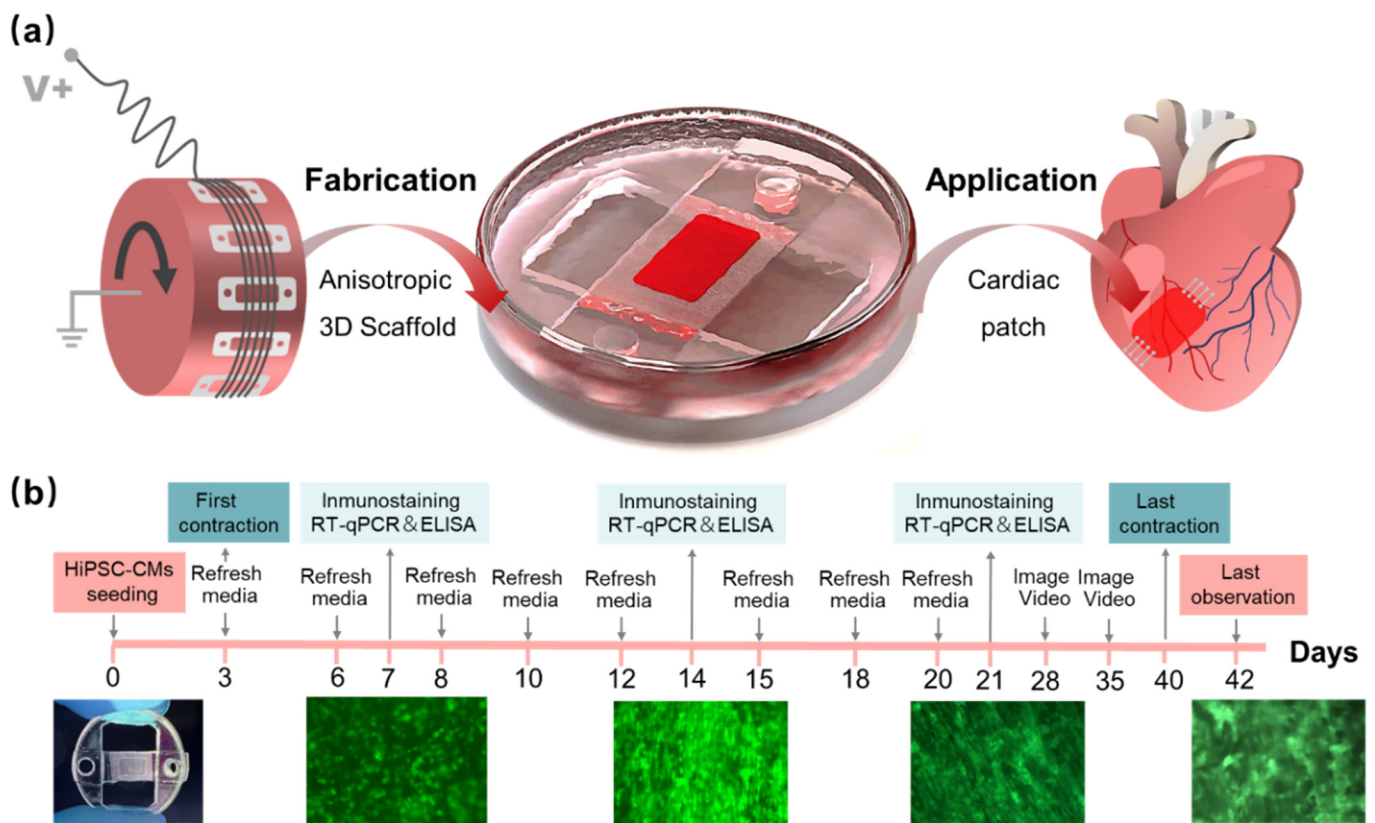 (a)
V+
Fabrication
Anisotropic
3D Scaffold
Application
Cardiac
patch
(b)
HiPSC-CMs
seeding
First
contraction
Refresh
media
Inmunostaining
RT-qPCR&ELISA
Refresh
media
Refresh
media
Refresh
media
Refresh
media
Inmunostaining
RT-qPCR&ELISA
Refresh
media
Refresh
media
Refresh
media
Inmunostaining
RT-qPCR&ELISA
Image
Video
Image
Video
Last
contraction
Last
observation
Days
0 3 6 7 8 10 12 14 15 18 20 21 28 35 40 42